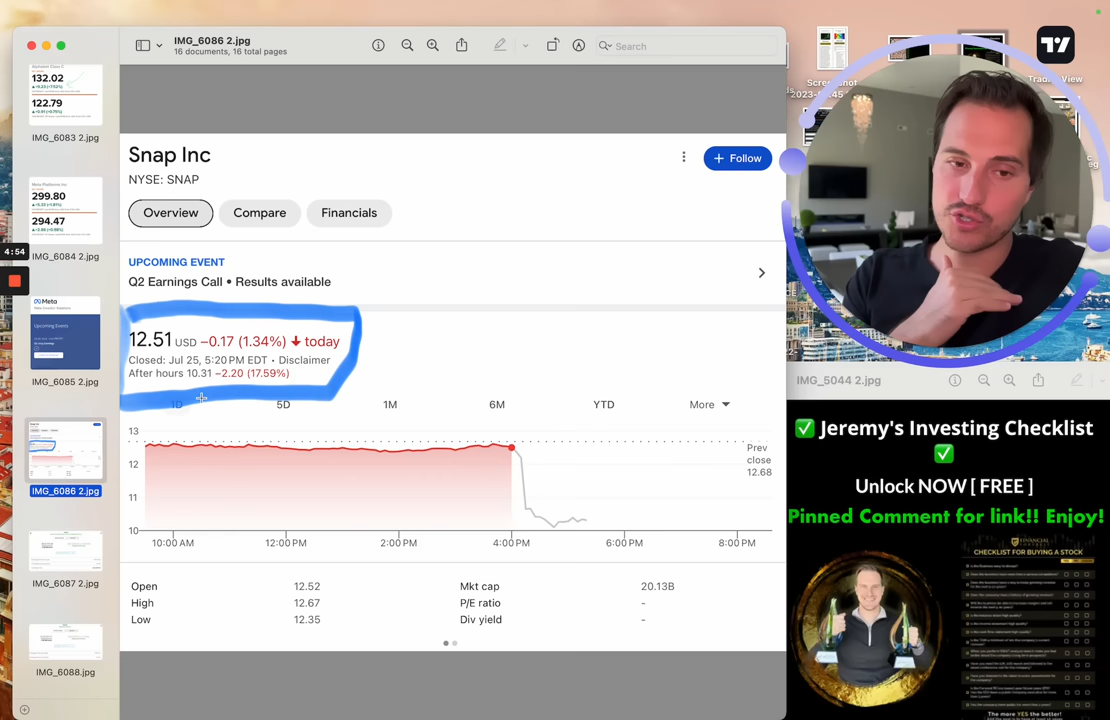 IMG_6086 2.jpg
16 documents, 16 total pages
Search
132.02
122.79
IMG_6083 2.jpg
Meta Platforms Inc
299.80
294.47
IMG_6084 2.jpg
4:54
Meta
Upcoming Events
IMG_6085 2.jpg
IMG_6086 2.jpg
IMG_6087 2.jpg
IMG_6088.jpg
Snap Inc
NYSE: SNAP
+ Follow
Overview
Compare
Financials
UPCOMING EVENT
Q2 Earnings Call • Results available
12.51 USD −0.17 (1.34%) ↓ today
Closed: Jul 25, 5:20 PM EDT • Disclaimer
After hours 10.31 −2.20 (17.59%)
1D 5D 1M 6M YTD More
13
12
11
10
Prev
close
12.68
10:00 AM 12:00 PM 2:00 PM 4:00 PM 6:00 PM 8:00 PM
Open 12.52 Mkt cap 20.13B
High 12.67 P/E ratio -
Low 12.35 Div yield -
IMG_5044 2.jpg
✅ Jeremy's Investing Checklist
✅
Unlock NOW [ FREE ]
Pinned Comment for link!! Enjoy!
FINANCIAL
CHECKLIST FOR BUYING A STOCK
The more YES the better!